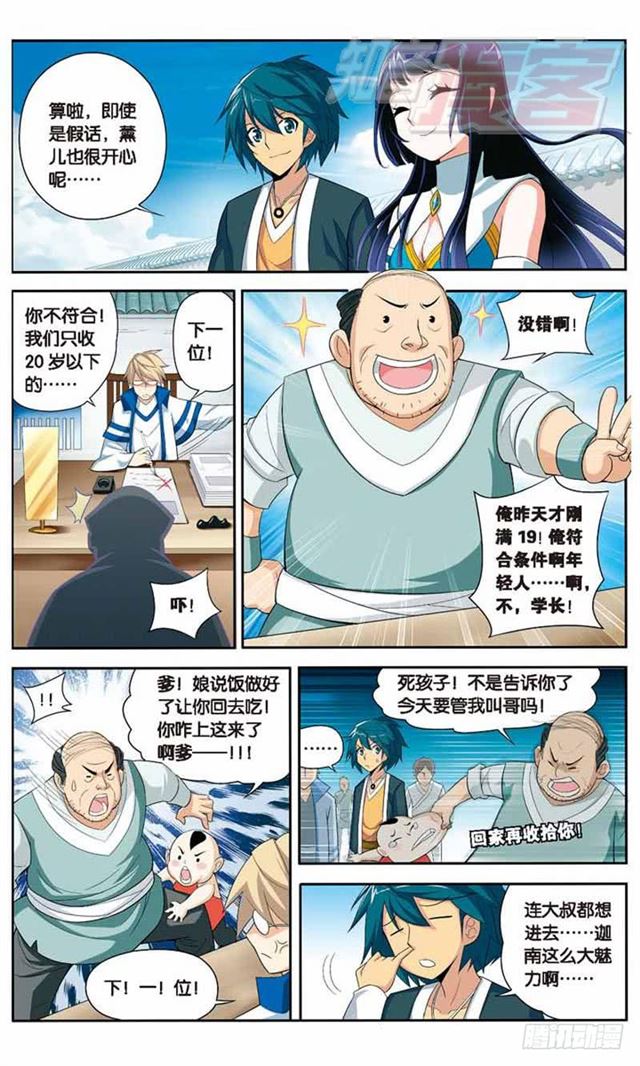 知音漫客
算啦，即使
是假话，薰
儿也很开心
呢……
你不符合！
我们只收
20岁以下
的……
下一
位！
吓！
没错啊！
俺昨天才刚
满19！俺符
合条件啊年
轻人……啊，
不，学长！
！！
爹！娘说饭做好
了让你回去吃！
你咋上这来了
啊爹——！！！
下！一！位！
死孩子！不是告诉你了
今天要管我叫哥吗！
……
回家再收拾你！
连大叔都想
进去……迦
南这么大魅
力啊……
腾讯动漫